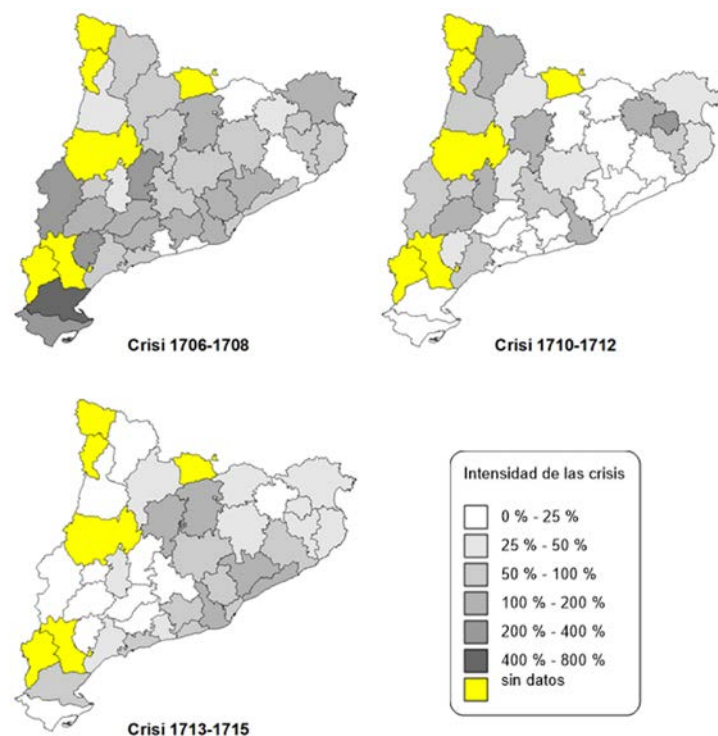 Crisi 1706-1708
Crisi 1710-1712
Crisi 1713-1715
Intensidad de las crisis
0 % - 25 %
25 % - 50 %
50 % - 100 %
100 % - 200 %
200 % - 400 %
400 % - 800 %
sin datos